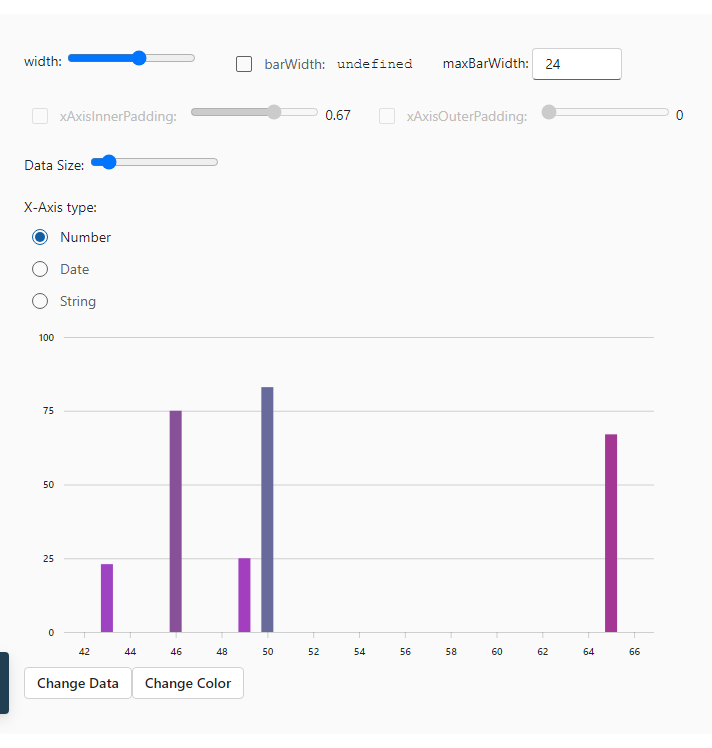 width: barWidth: undefined maxBarWidth: 24
xAxisInnerPadding: 0.67 xAxisOuterPadding: 0
Data Size:
X-Axis type:
Number
Date
String
100
75
50
25
0
42 44 46 48 50 52 54 56 58 60 62 64 66
Change Data Change Color